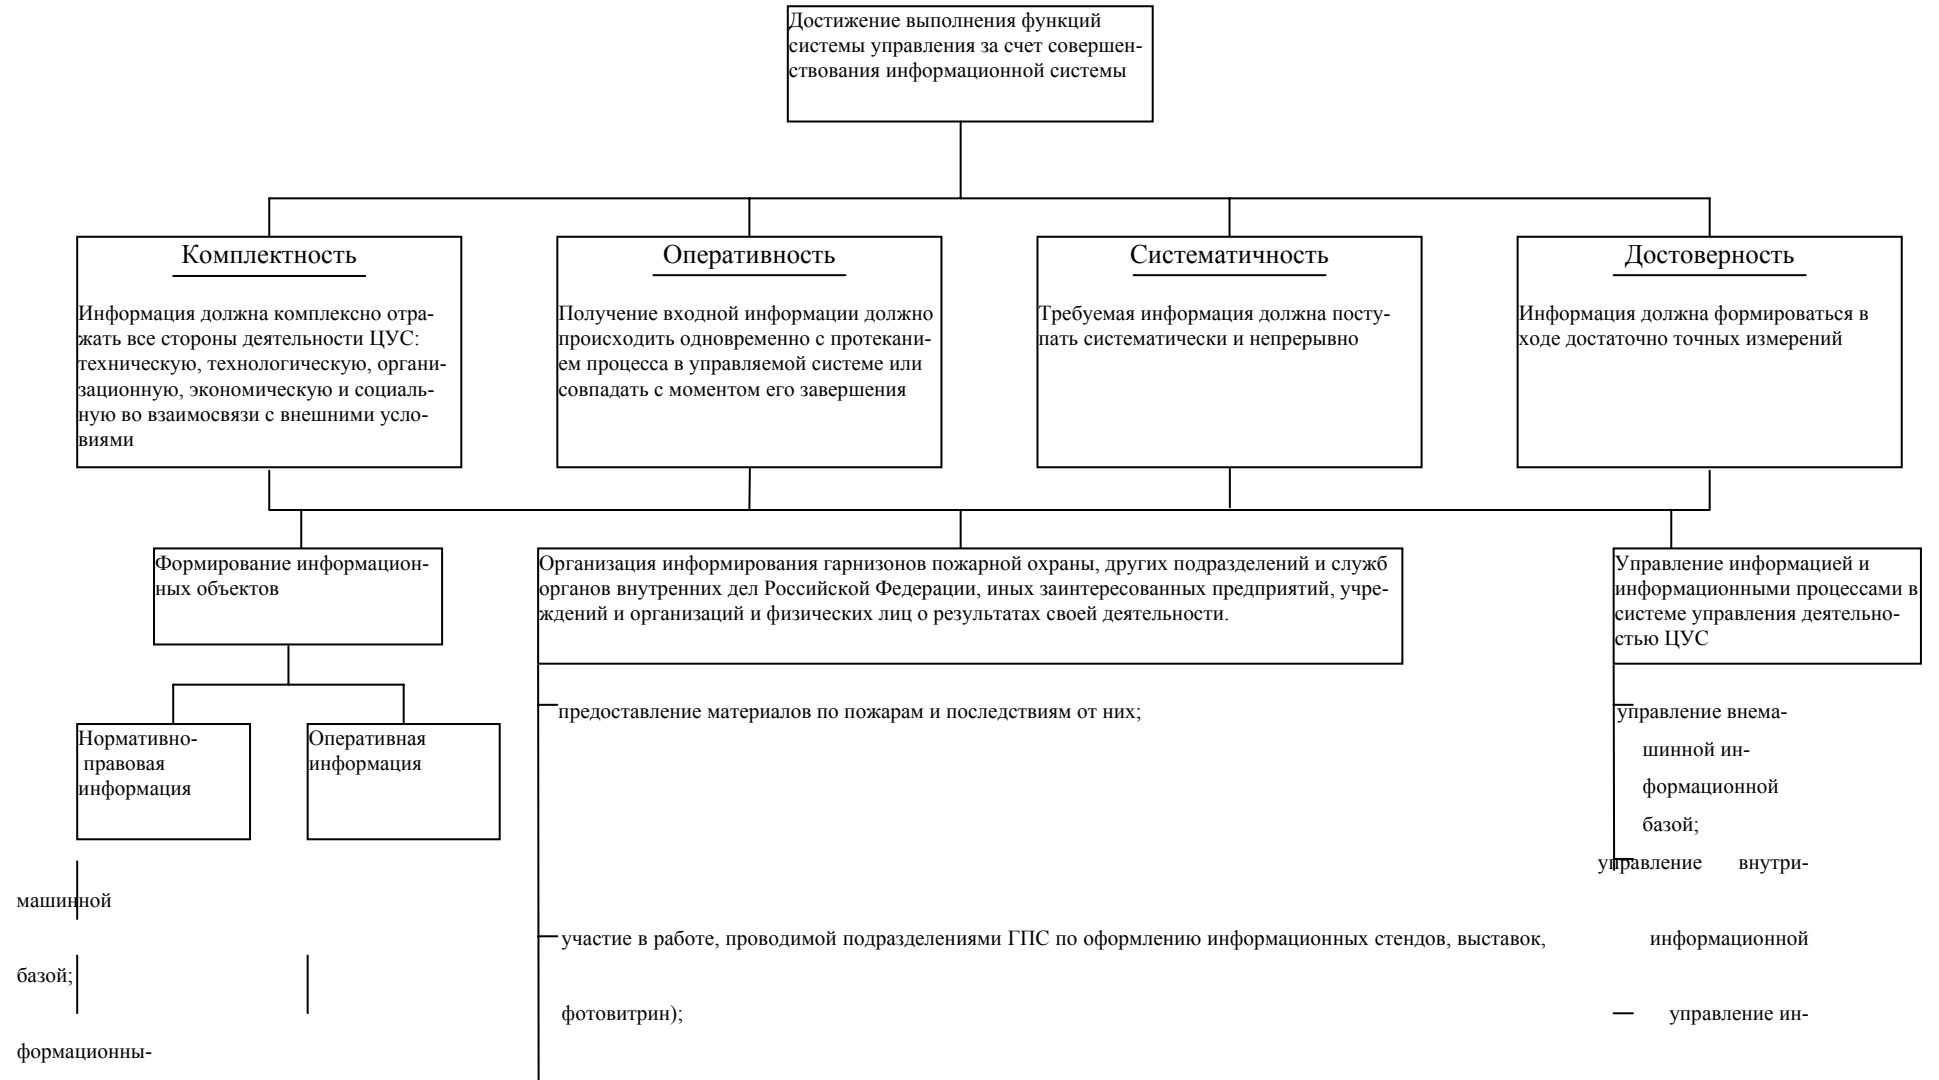 Достижение выполнения функций
системы управления за счет совершен-
ствования информационной системы
Комплектность
Информация должна комплексно отра-
жать все стороны деятельности ЦУС:
техническую, технологическую, органи-
зационную, экономическую и социаль-
ную во взаимосвязи с внешними усло-
виями
Оперативность
Получение входной информации должно
происходить одновременно с протекани-
ем процесса в управляемой системе или
совпадать с моментом его завершения
Систематичность
Требуемая информация должна посту-
пать систематически и непрерывно
Достоверность
Информация должна формироваться в
ходе достаточно точных измерений
Формирование информацион-
ных объектов
Организация информирования гарнизонов пожарной охраны, других подразделений и служб
органов внутренних дел Российской Федерации, иных заинтересованных предприятий, учре-
ждений и организаций и физических лиц о результатах своей деятельности.
Управление информацией и
информационными процессами в
системе управления деятельно-
стью ЦУС
Нормативно-
правовая
информация
Оперативная
информация
предоставление материалов по пожарам и последствиям от них;
управление внема-
шинной ин-
формационной
базой;
управление внутри-
машинной
участие в работе, проводимой подразделениями ГПС по оформлению информационных стендов, выставок,
информационной
базой;
фотовитрин);
управление ин-
формационны-